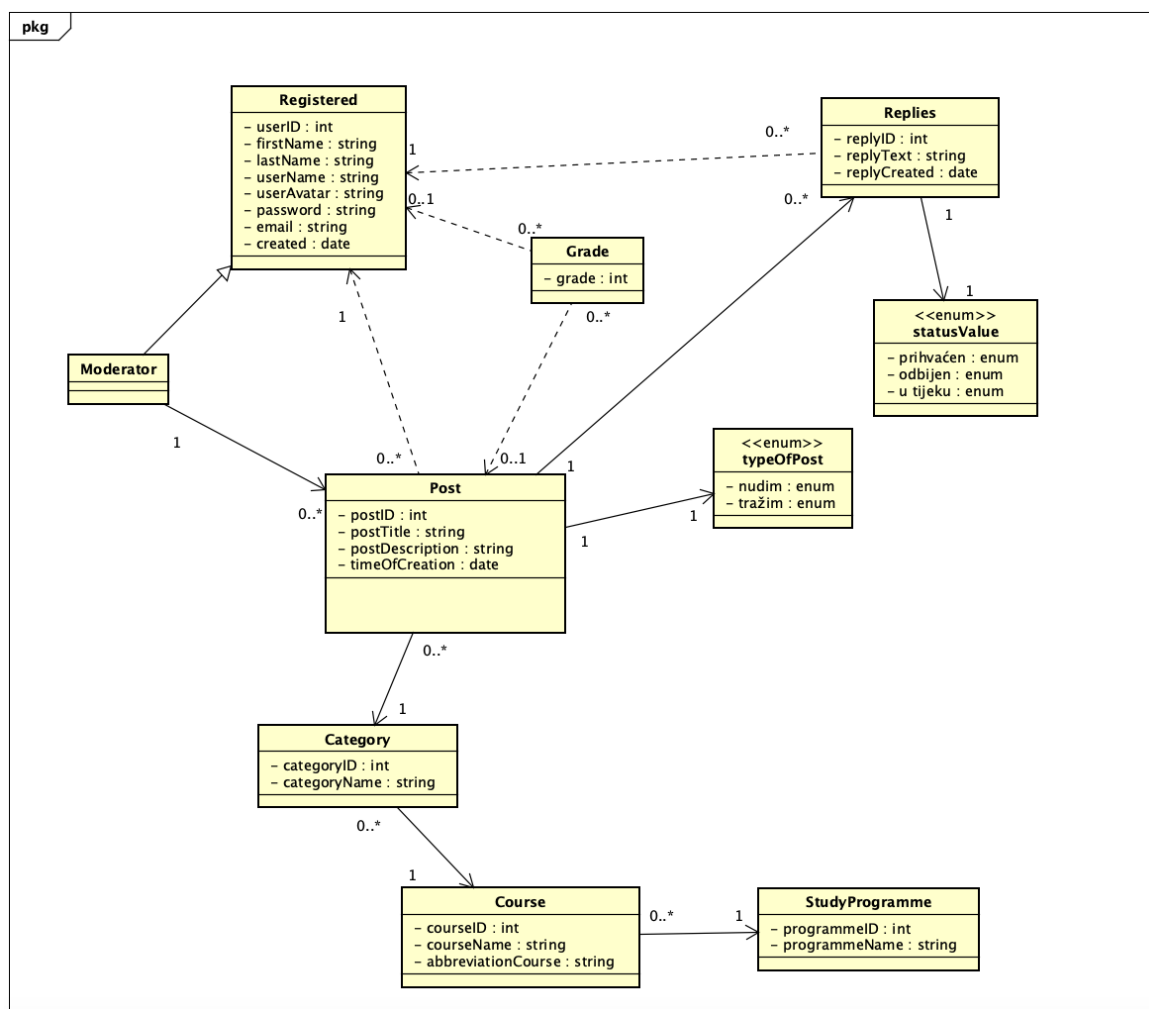 pkg
Registered
– userID : int
– firstName : string
– lastName : string
– userName : string
– userAvatar : string
– password : string
– email : string
– created : date
Replies
– replyID : int
– replyText : string
– replyCreated : date
1
0..*
0..1
0..*
0..*
Grade
– grade : int
1
0..*
1
1
<<enum>>
statusValue
– prihvaćen : enum
– odbijen : enum
– u tijeku : enum
Moderator
1
0..*
0..*
0..1
1
Post
– postID : int
– postTitle : string
– postDescription : string
– timeOfCreation : date
<<enum>>
typeOfPost
– nudim : enum
– tražim : enum
1
1
0..*
1
Category
– categoryID : int
– categoryName : string
0..*
1
Course
– courseID : int
– courseName : string
– abbreviationCourse : string
0..*
1
StudyProgramme
– programmeID : int
– programmeName : string